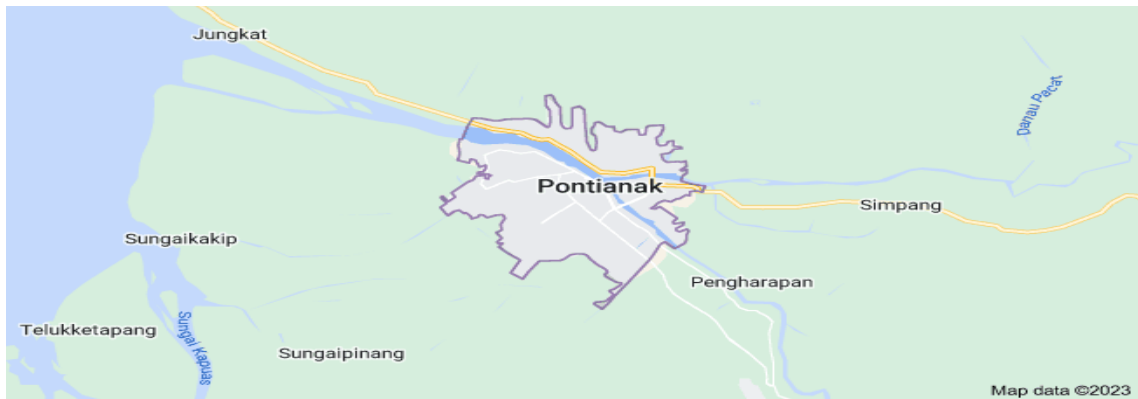 Jungkat
Danau Pacat
Pontianak
Simpang
Sungaikakip
Pengharapan
Telukketapang
Sungai Kapuas
Sungaipinang
Map data ©2023